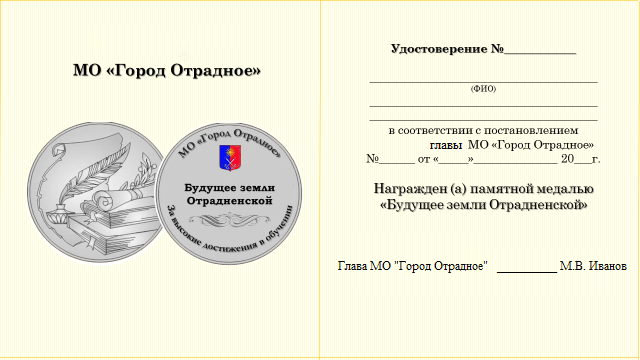 МО «Город Отрадное»
МО «Город Отрадное»
Будущее земли
Отрадненской
За высокие достижения в обучении
Удостоверение №____________
______________________________________
(ФИО)
______________________________________
______________________________________
в соответствии с постановлением
главы МО «Город Отрадное»
№______ от «_____»______________ 20___г.
Награжден (а) памятной медалью
«Будущее земли Отрадненской»
Глава МО "Город Отрадное" __________ М.В. Иванов